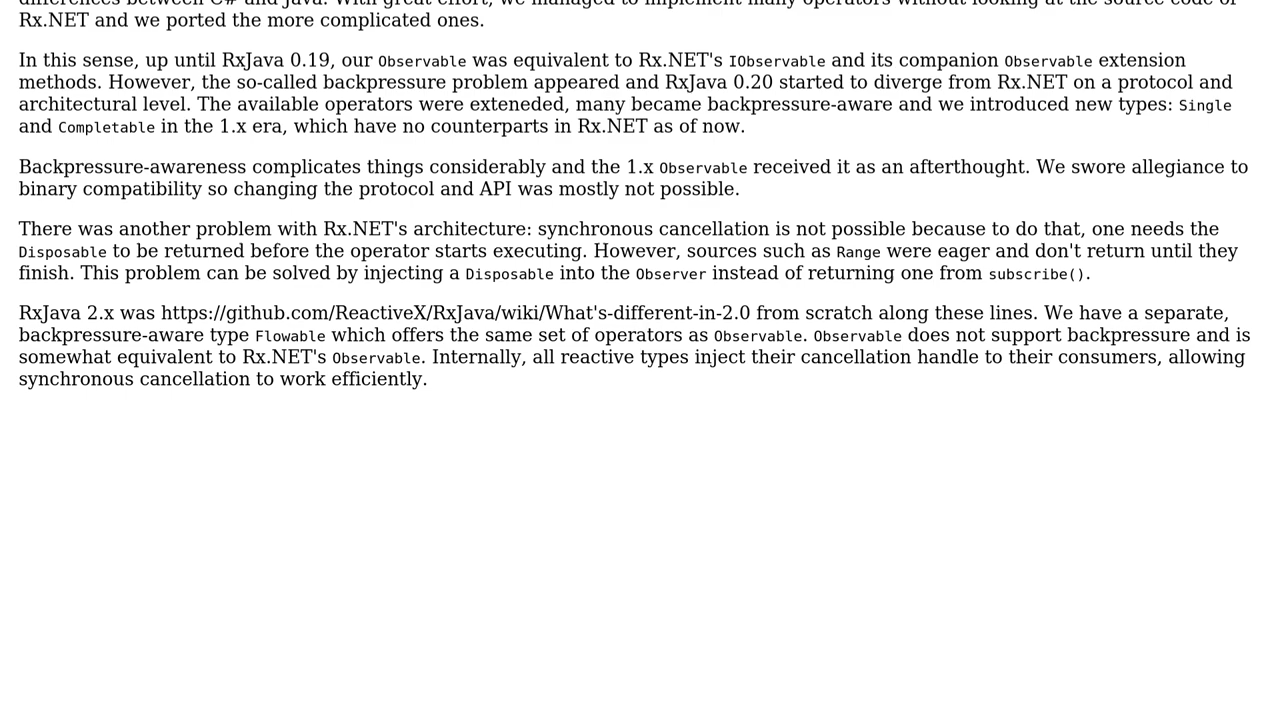 Rx.NET and we ported the more complicated ones.
In this sense, up until RxJava 0.19, our Observable was equivalent to Rx.NET's IObservable and its companion Observable extension
methods. However, the so-called backpressure problem appeared and RxJava 0.20 started to diverge from Rx.NET on a protocol and
architectural level. The available operators were exteneded, many became backpressure-aware and we introduced new types: Single
and Completable in the 1.x era, which have no counterparts in Rx.NET as of now.
Backpressure-awareness complicates things considerably and the 1.x Observable received it as an afterthought. We swore allegiance to
binary compatibility so changing the protocol and API was mostly not possible.
There was another problem with Rx.NET's architecture: synchronous cancellation is not possible because to do that, one needs the
Disposable to be returned before the operator starts executing. However, sources such as Range were eager and don't return until they
finish. This problem can be solved by injecting a Disposable into the Observer instead of returning one from subscribe().
RxJava 2.x was https://github.com/ReactiveX/RxJava/wiki/What's-different-in-2.0 from scratch along these lines. We have a separate,
backpressure-aware type Flowable which offers the same set of operators as Observable. Observable does not support backpressure and is
somewhat equivalent to Rx.NET's Observable. Internally, all reactive types inject their cancellation handle to their consumers, allowing
synchronous cancellation to work efficiently.